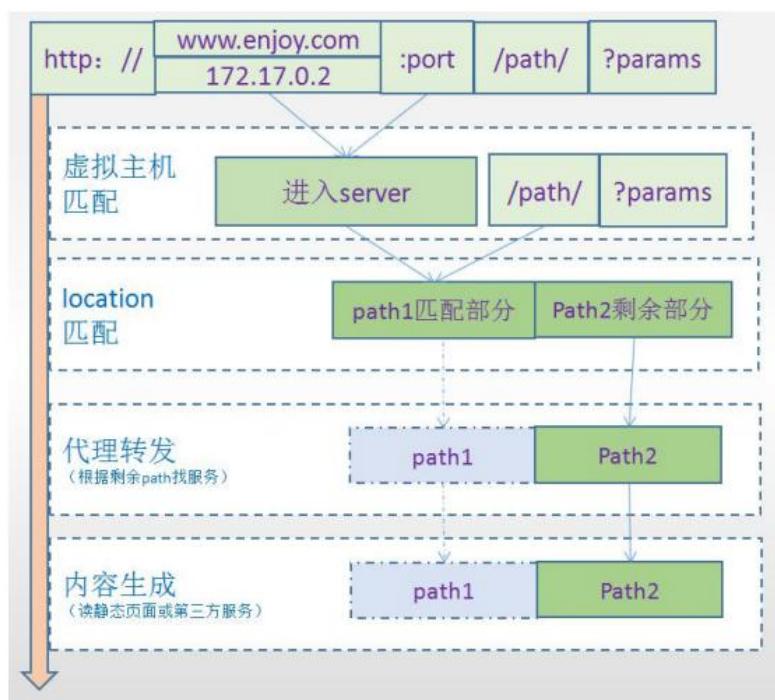 http：//
www.enjoy.com
172.17.0.2
:port
/path/
?params
虚拟主机
匹配
进入server
/path/
?params
location
匹配
path1匹配部分
Path2剩余部分
代理转发
（根据剩余path找服务）
path1
Path2
内容生成
（读静态页面或第三方服务）
path1
Path2